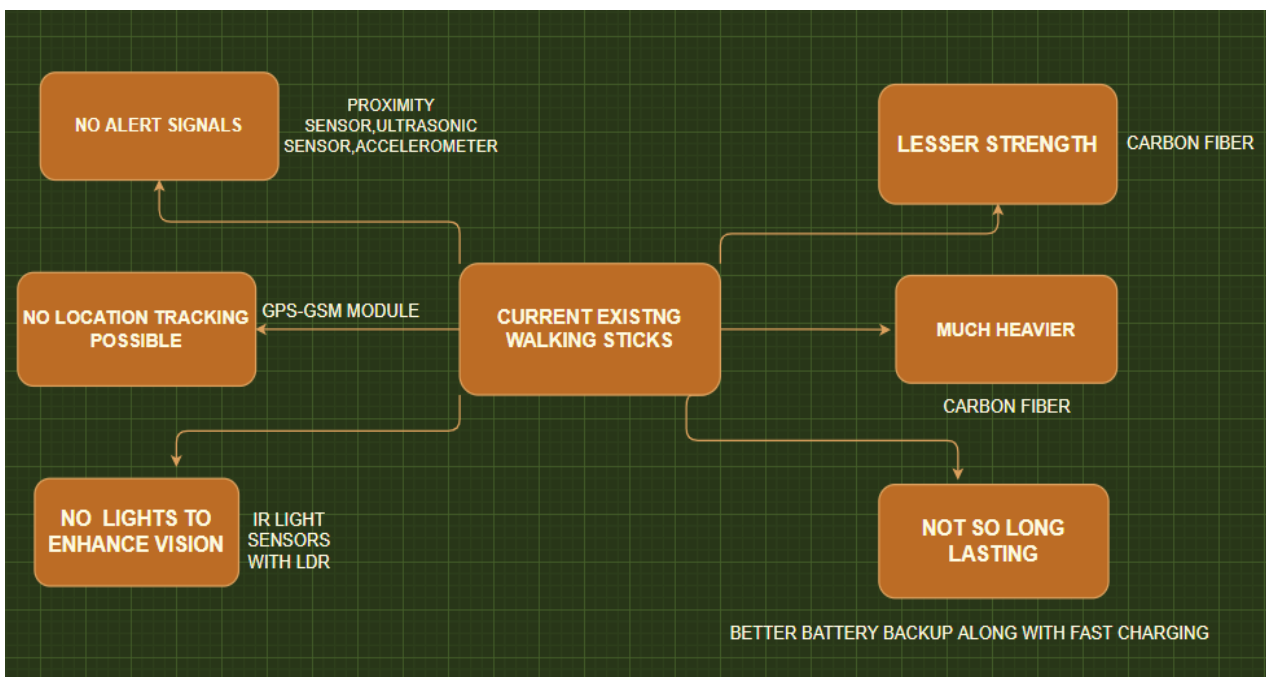 NO ALERT SIGNALS
PROXIMITY
SENSOR,ULTRASONIC
SENSOR,ACCELEROMETER
LESSER STRENGTH
CARBON FIBER
NO LOCATION TRACKING
POSSIBLE
GPS-GSM MODULE
CURRENT EXISTNG
WALKING STICKS
MUCH HEAVIER
CARBON FIBER
NO LIGHTS TO
ENHANCE VISION
IR LIGHT
SENSORS
WITH LDR
NOT SO LONG
LASTING
BETTER BATTERY BACKUP ALONG WITH FAST CHARGING